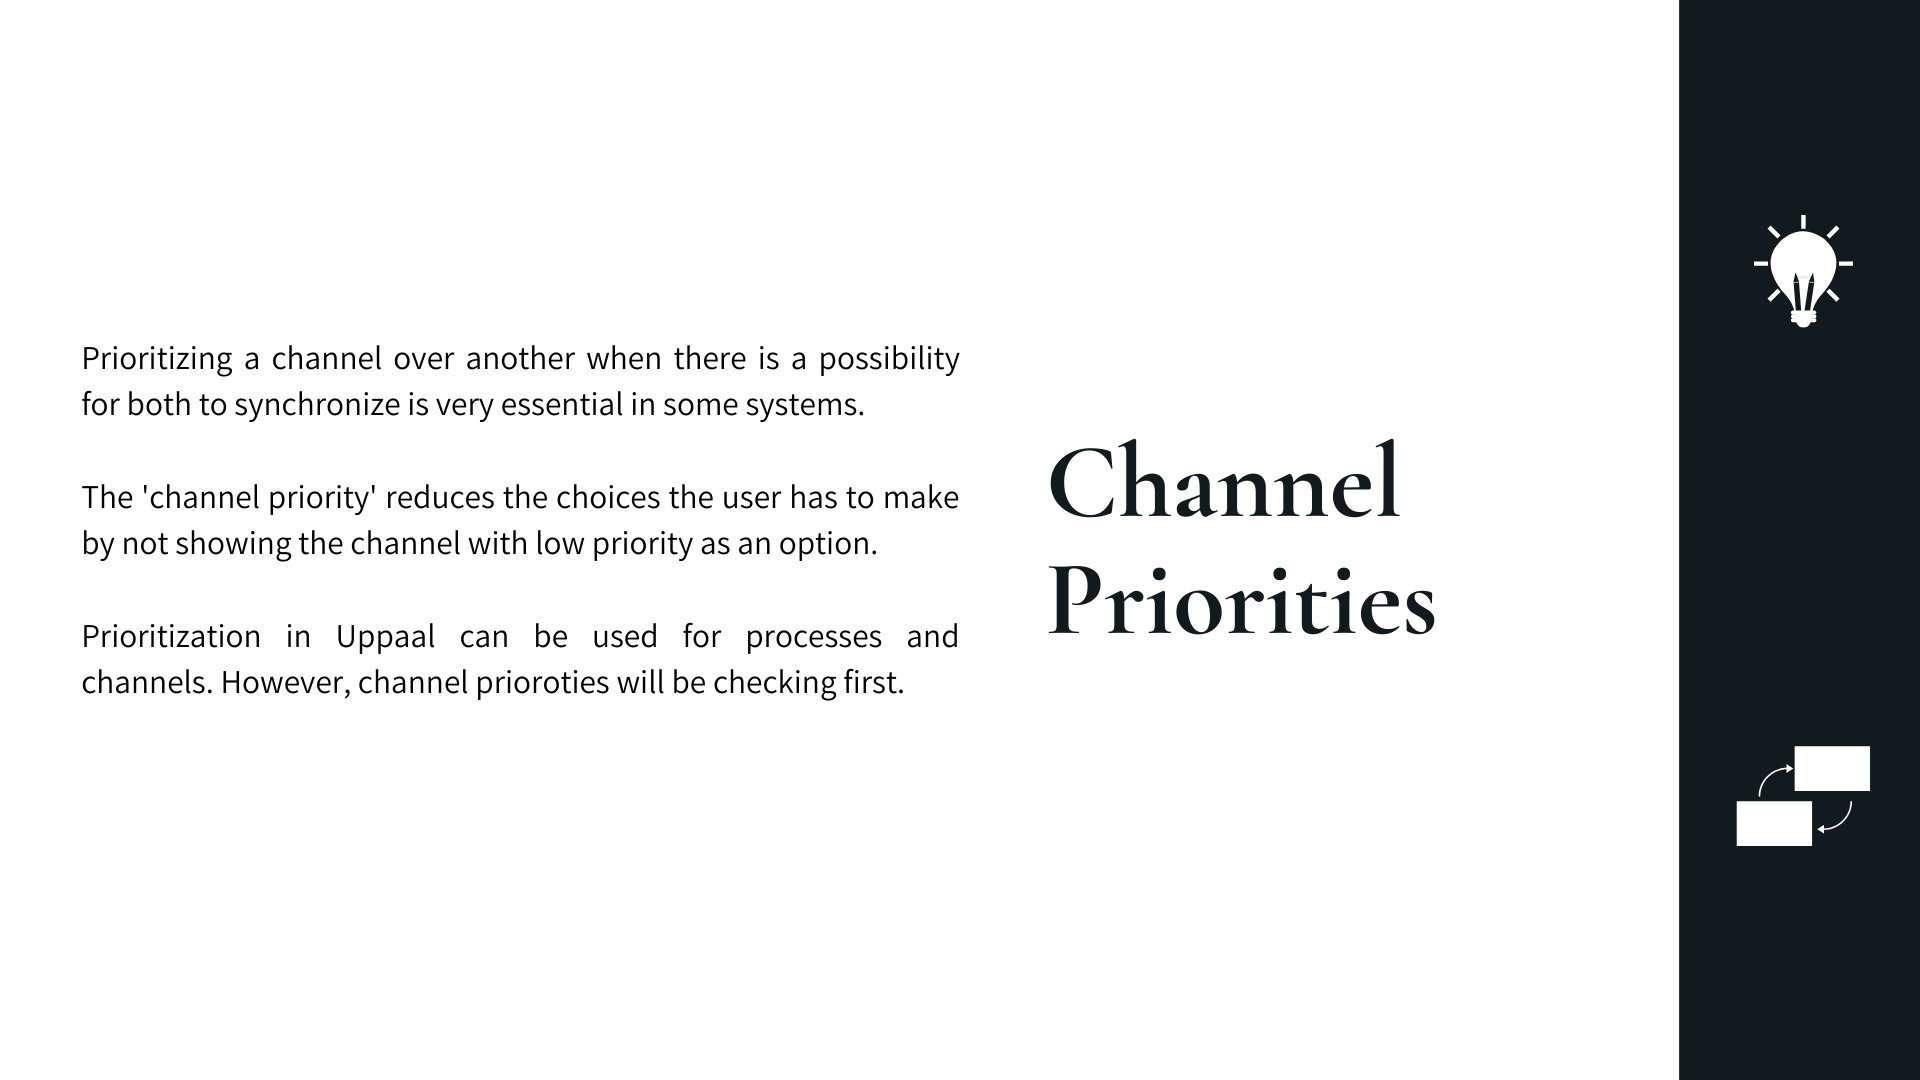 Prioritizing a channel over another when there is a possibility
for both to synchronize is very essential in some systems.
The 'channel priority' reduces the choices the user has to make
by not showing the channel with low priority as an option.
Prioritization in Uppaal can be used for processes and
channels. However, channel prioroties will be checking first.
Channel
Priorities